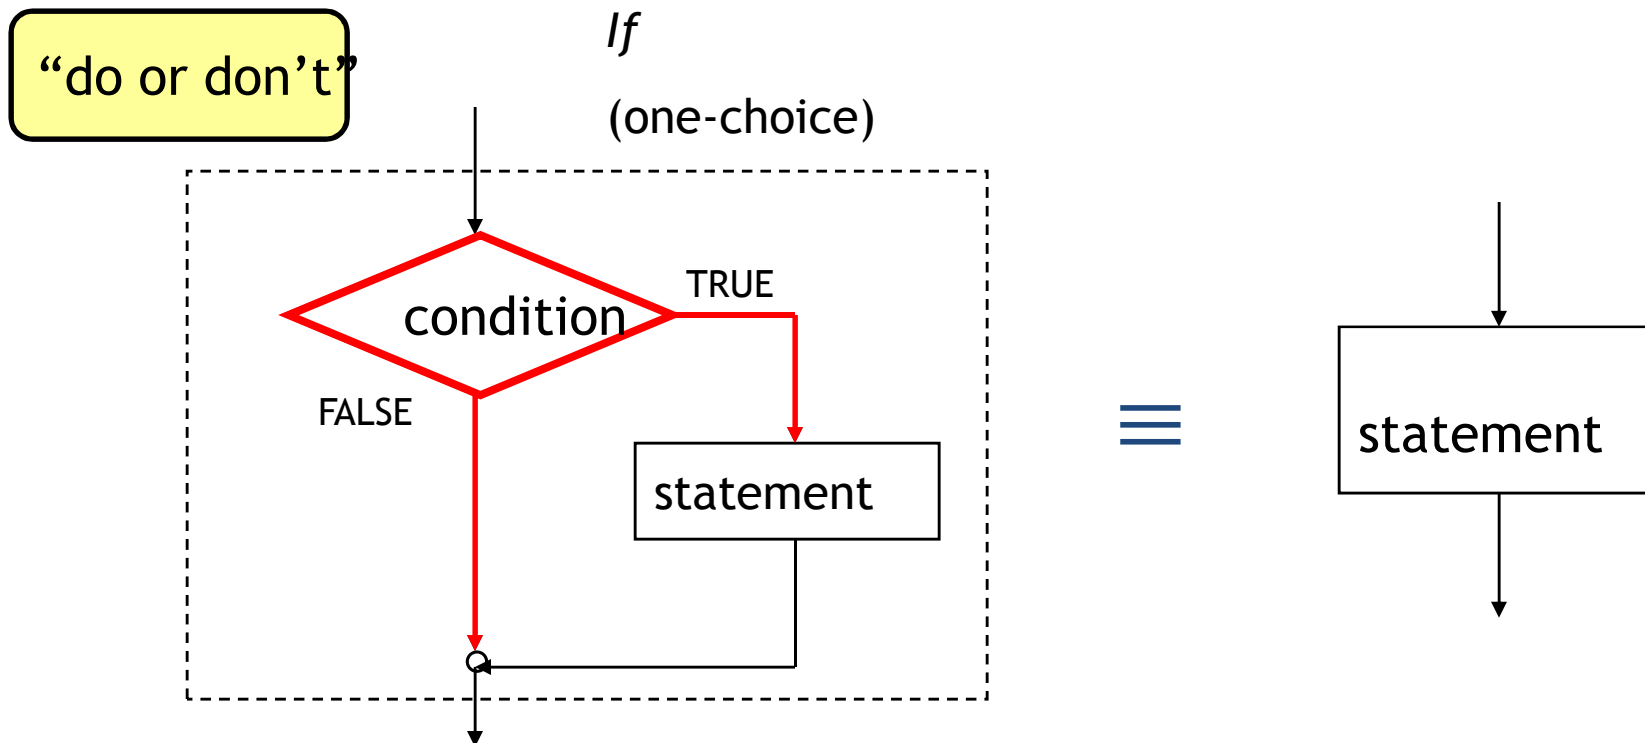 “do or don’t”
If
(one-choice)
TRUE
condition
FALSE
≡
statement
statement